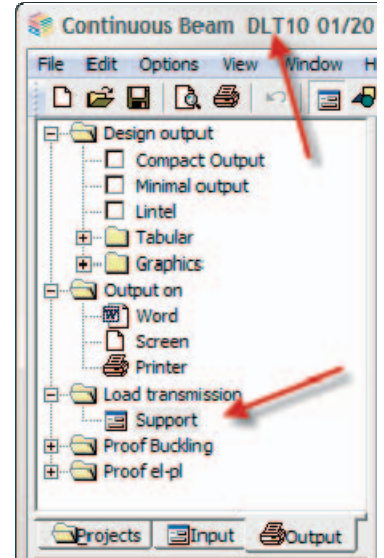 Continuous Beam DLT10 01/20
File Edit Options View Window H
Design output
Compact Output
Minimal output
Lintel
Tabular
Graphics
Output on
Word
Screen
Printer
Load transmission
Support
Proof Buckling
Proof el-pl
Projects Input Output